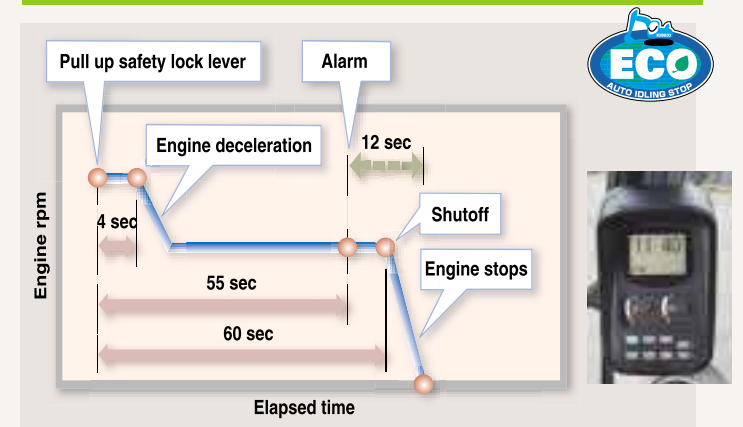 Pull up safety lock lever
Alarm
ECO
AUTO IDLING STOP
12 sec
Engine deceleration
4 sec
Shutoff
Engine rpm
55 sec
Engine stops
60 sec
Elapsed time